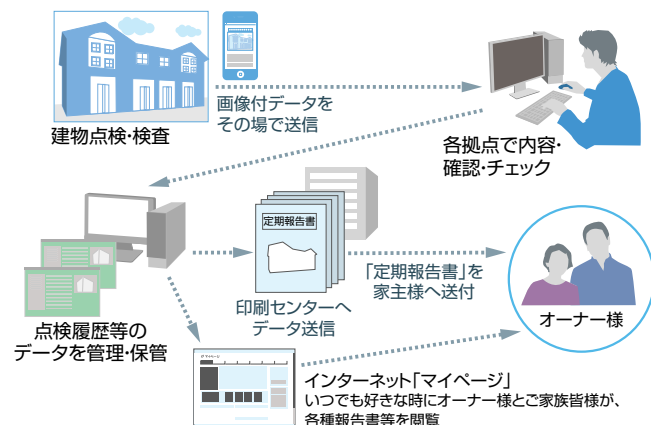 画像付データを
その場で送信
建物点検・検査
各拠点で内容・
確認・チェック
定期報告書
「定期報告書」を
家主様へ送付
印刷センターへ
データ送信
オーナー様
点検履歴等の
データを管理・保管
マイページ
インターネット「マイページ」
いつでも好きな時にオーナー様とご家族皆様が、
各種報告書等を閲覧